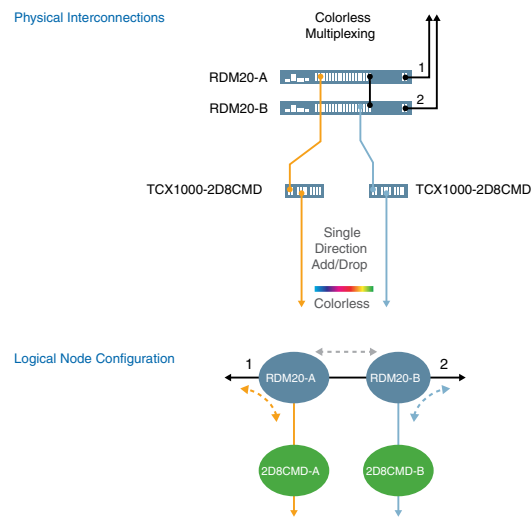 Physical Interconnections
Colorless
Multiplexing
1
RDM20-A
2
RDM20-B
TCX1000-2D8CMD
TCX1000-2D8CMD
Single
Direction
Add/Drop
Colorless
Logical Node Configuration
1
2
RDM20-A
RDM20-B
2D8CMD-A
2D8CMD-B